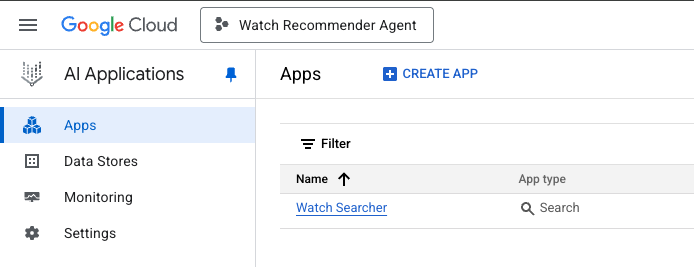 Google Cloud
Watch Recommender Agent
AI Applications
Apps
CREATE APP
Apps
Data Stores
Monitoring
Settings
Filter
Name
App type
Watch Searcher
Search